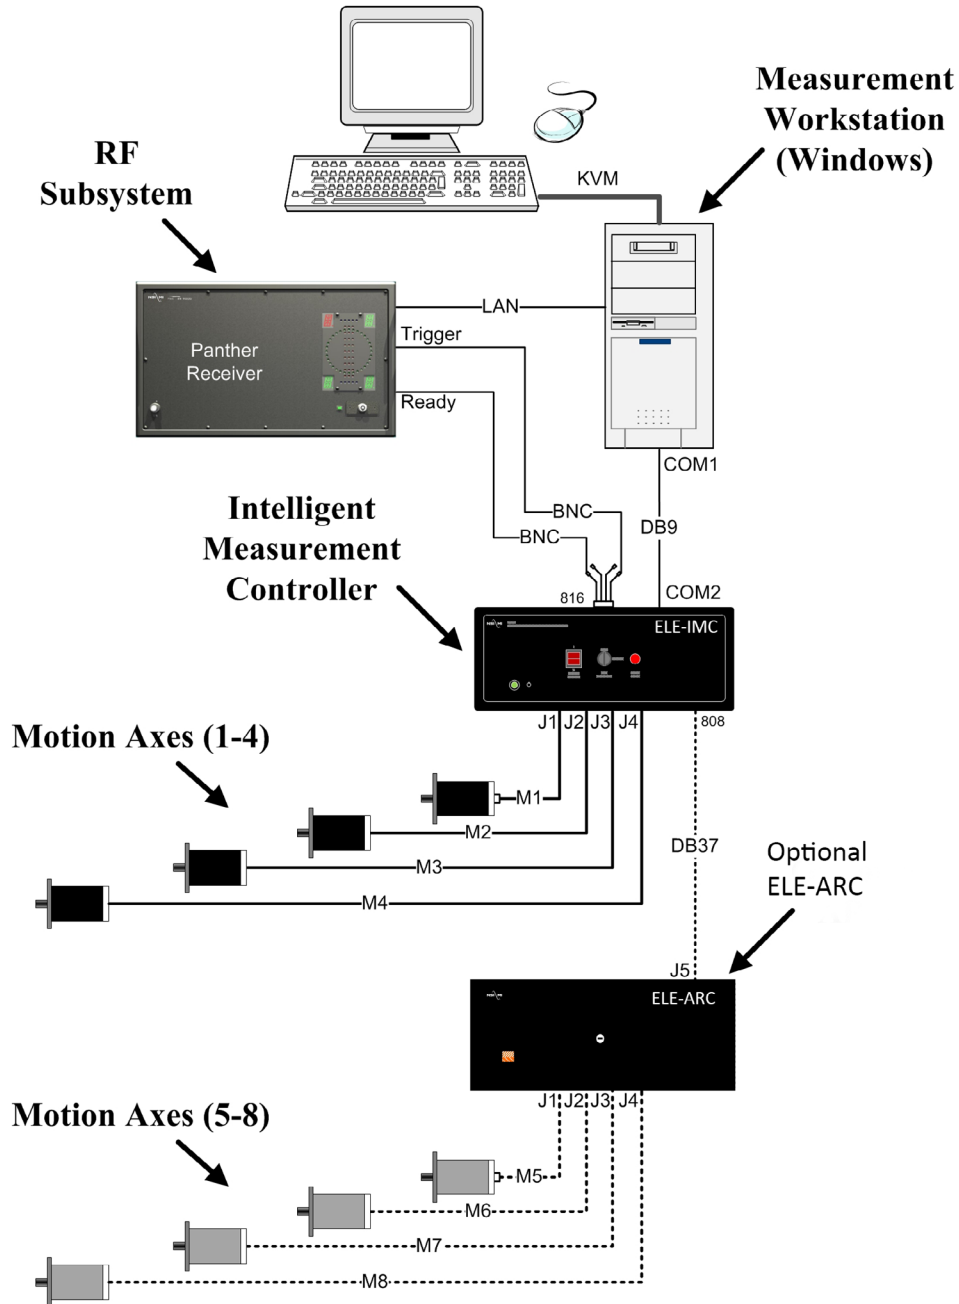 Measurement
Workstation
(Windows)
RF
Subsystem
KVM
LAN
Trigger
Panther
Receiver
Ready
COM1
Intelligent
Measurement
Controller
BNC
BNC
DB9
816
COM2
ELE-IMC
J1 J2 J3 J4
808
Motion Axes (1-4)
M1
M2
M3
M4
DB37
Optional
ELE-ARC
J5
ELE-ARC
J1 J2 J3 J4
Motion Axes (5-8)
M5
M6
M7
M8